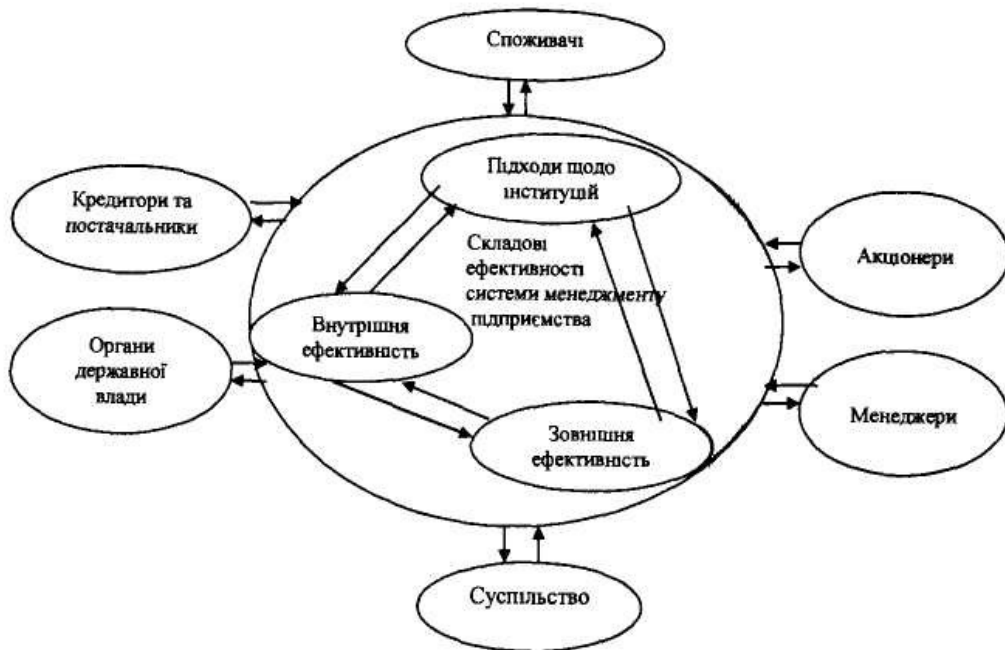 Споживачі
Підходи щодо
інституцій
Кредитори та
постачальники
Складові
ефективності
системи менеджменту
підприємства
Акціонери
Внутрішня
ефективність
Органи
державної
влади
Менеджери
Зовнішня
ефективність
Суспільство